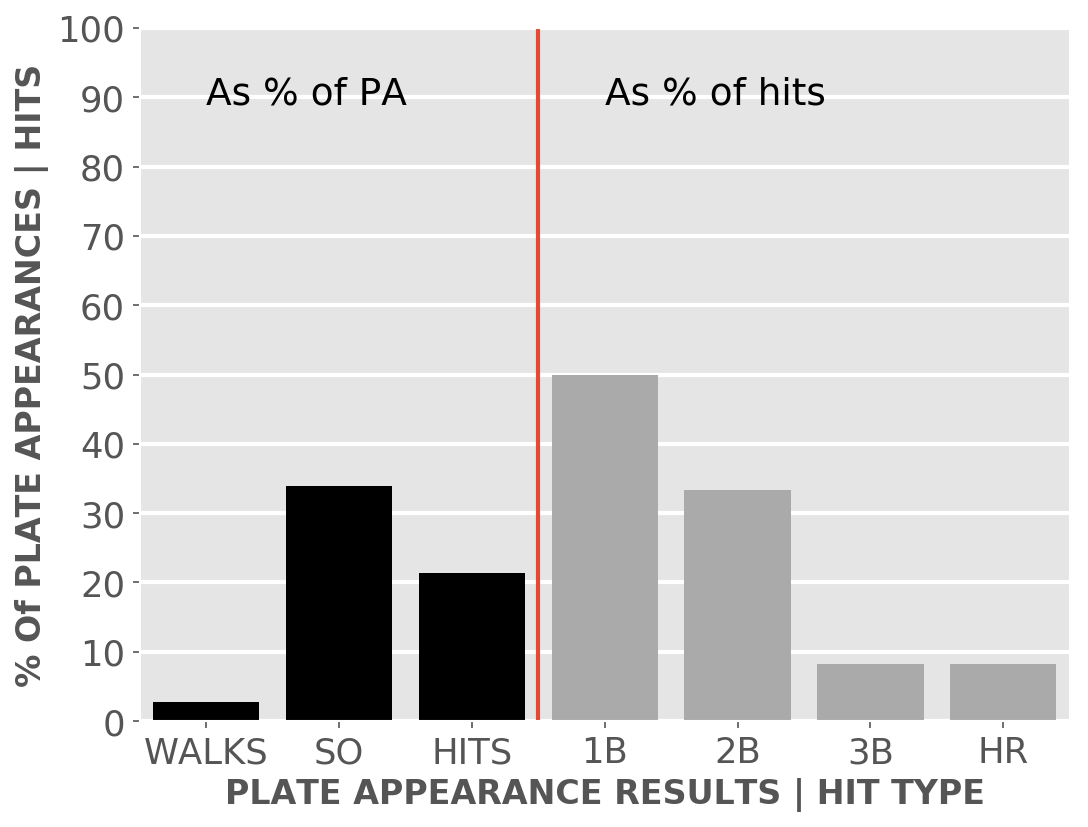 % Of PLATE APPEARANCES | HITS
100
90
80
70
60
50
40
30
20
10
0
As % of PA
As % of hits
WALKS SO HITS 1B 2B 3B HR
PLATE APPEARANCE RESULTS | HIT TYPE